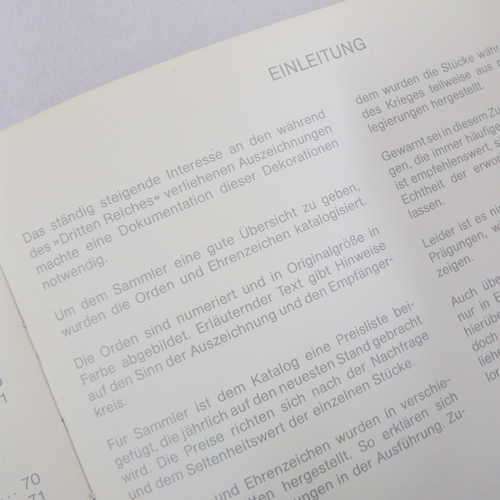 EINLEITUNG
Das ständig steigende Interesse an den während
des »Dritten Reiches« verliehenen Auszeichnungen
machte eine Dokumentation dieser Dekorationen
notwendig.
Um dem Sammler eine gute Übersicht zu geben,
wurden die Orden und Ehrenzeichen katalogisiert.
Die Orden sind numeriert und in Originalgröße in
Farbe abgebildet. Erläuternder Text gibt Hinweise
auf den Sinn der Auszeichnung und den Empfänger-
kreis.
Für Sammler ist dem Katalog eine Preisliste bei-
gefügt, die jährlich auf den neuesten Stand gebracht
wird. Die Preise richten sich nach der Nachfrage
und dem Seltenheitswert der einzelnen Stücke.
und Ehrenzeichen wurden in verschie-
hergestellt. So erklären sich
in der Ausführung. Zu-
dem wurden die Stücke
des Krieges teilweise aus
legierungen hergestellt.
Gewarnt sei in diesem
gen, die immer häufig
ist empfehlenswert,
Echtheit der
lassen.
Leider ist es
Prägungen,
zeigen.
Auch
nur in
doch
70
71